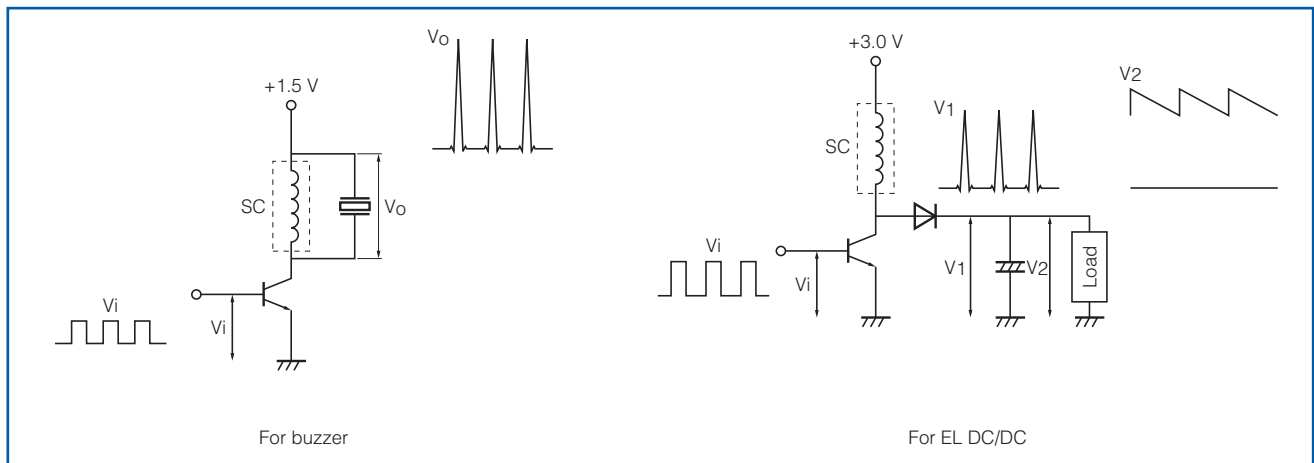 Vo
+1.5 V
SC
Vo
Vi
Vi
For buzzer
+3.0 V
V2
V1
SC
Vi
Vi
V1
V2
Load
For EL DC/DC